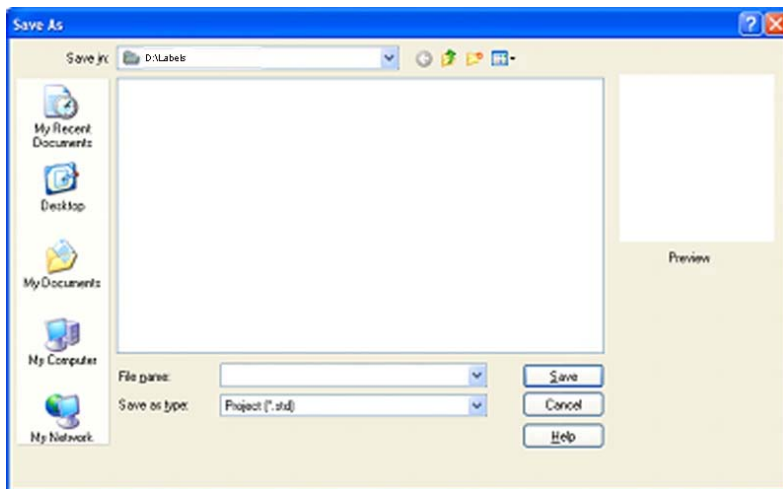 Save As
Save in:
D:\Labels
My Recent
Documents
Desktop
My Documents
My Computer
My Network
Preview
File name:
Save
Save as type:
Project (*.std)
Cancel
Help